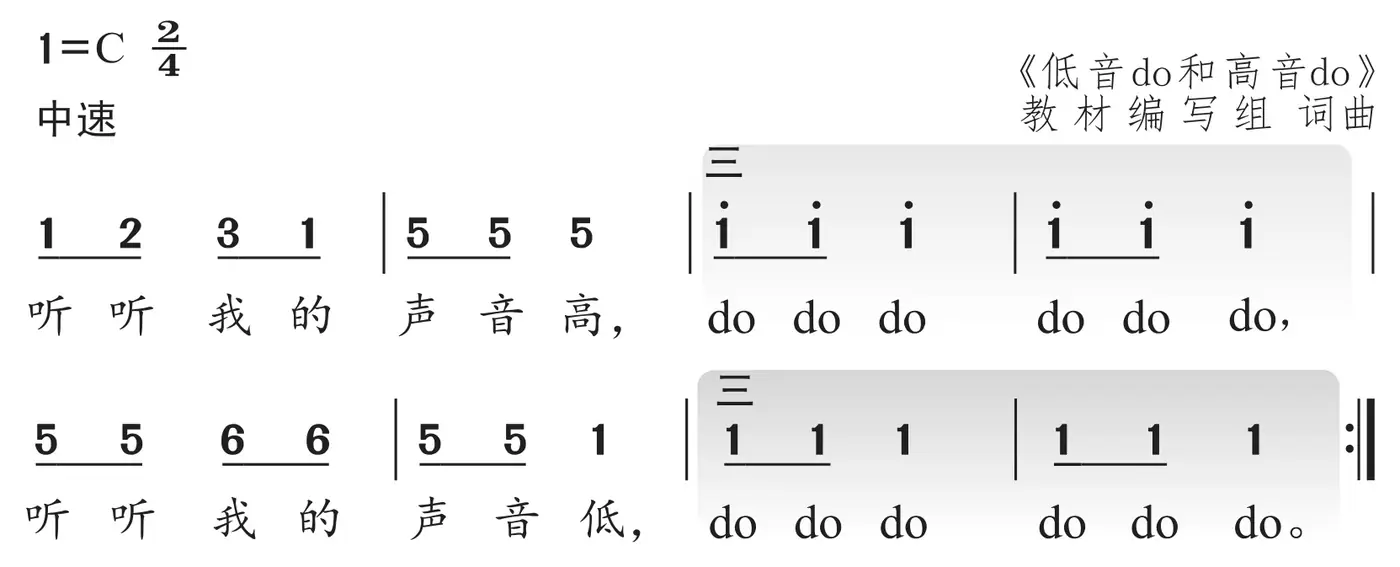 1=C 2/4
《低音do和高音do》
中速
教材编写组 词曲
三
1 2 3 1 | 5 5 5 | i i i | i i i |
听 听 我 的 声 音 高， do do do do do do，
三
5 5 6 6 | 5 5 1 | 1 1 1 | 1 1 1 :|
听 听 我 的 声 音 低， do do do do do do。